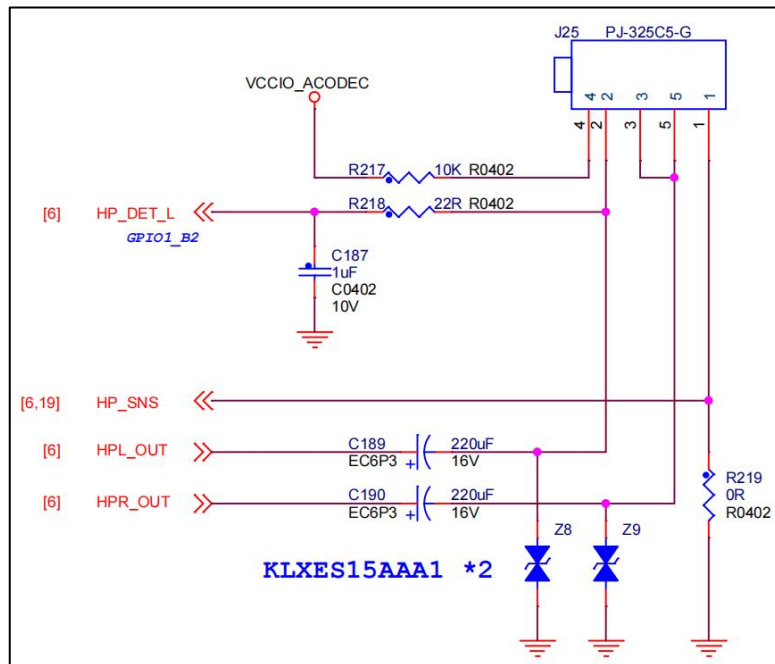 J25 PJ-325C5-G
VCCIO_ACODEC
4 2 3 5 1
4 2 3 5 1
R217 10K R0402
[6] HP_DET_L R218 22R R0402
GPIO1_B2
C187
1uF
C0402
10V
[6,19] HP_SNS
[6] HPL_OUT C189 220uF
EC6P3 + 16V
[6] HPR_OUT C190 220uF
EC6P3 + 16V
R219
0R
R0402
Z8 Z9
KLXES15AAA1 *2